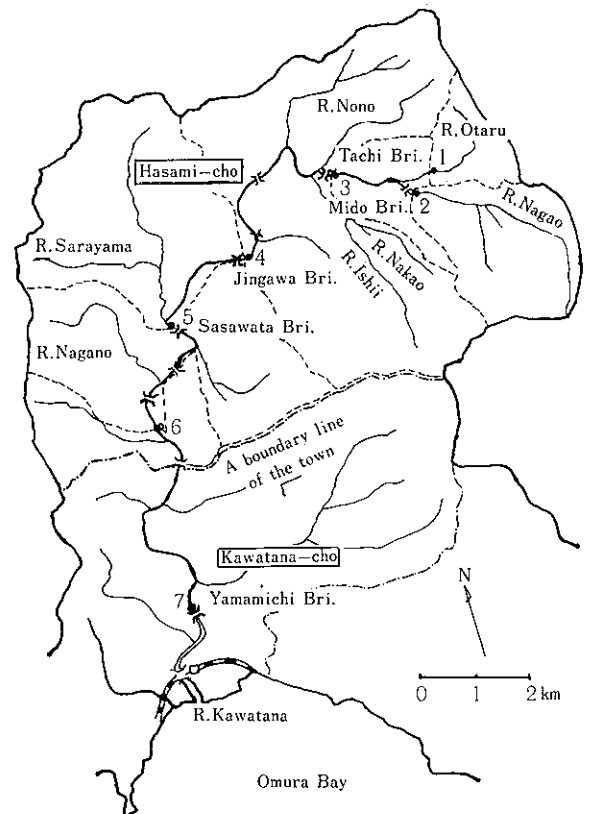 R.Nono
R.Otaru
Tachi Bri.
1
Hasami-cho
3
Mido Bri.
2
R.Nagao
R.Nakao
R.Ishii
R.Sarayama
4
Jingawa Bri.
5
Sasawata Bri.
R.Nagano
6
A boundary line
of the town
Kawatana-cho
N
7
Yamamichi Bri.
0 1 2km
R.Kawatana
Omura Bay